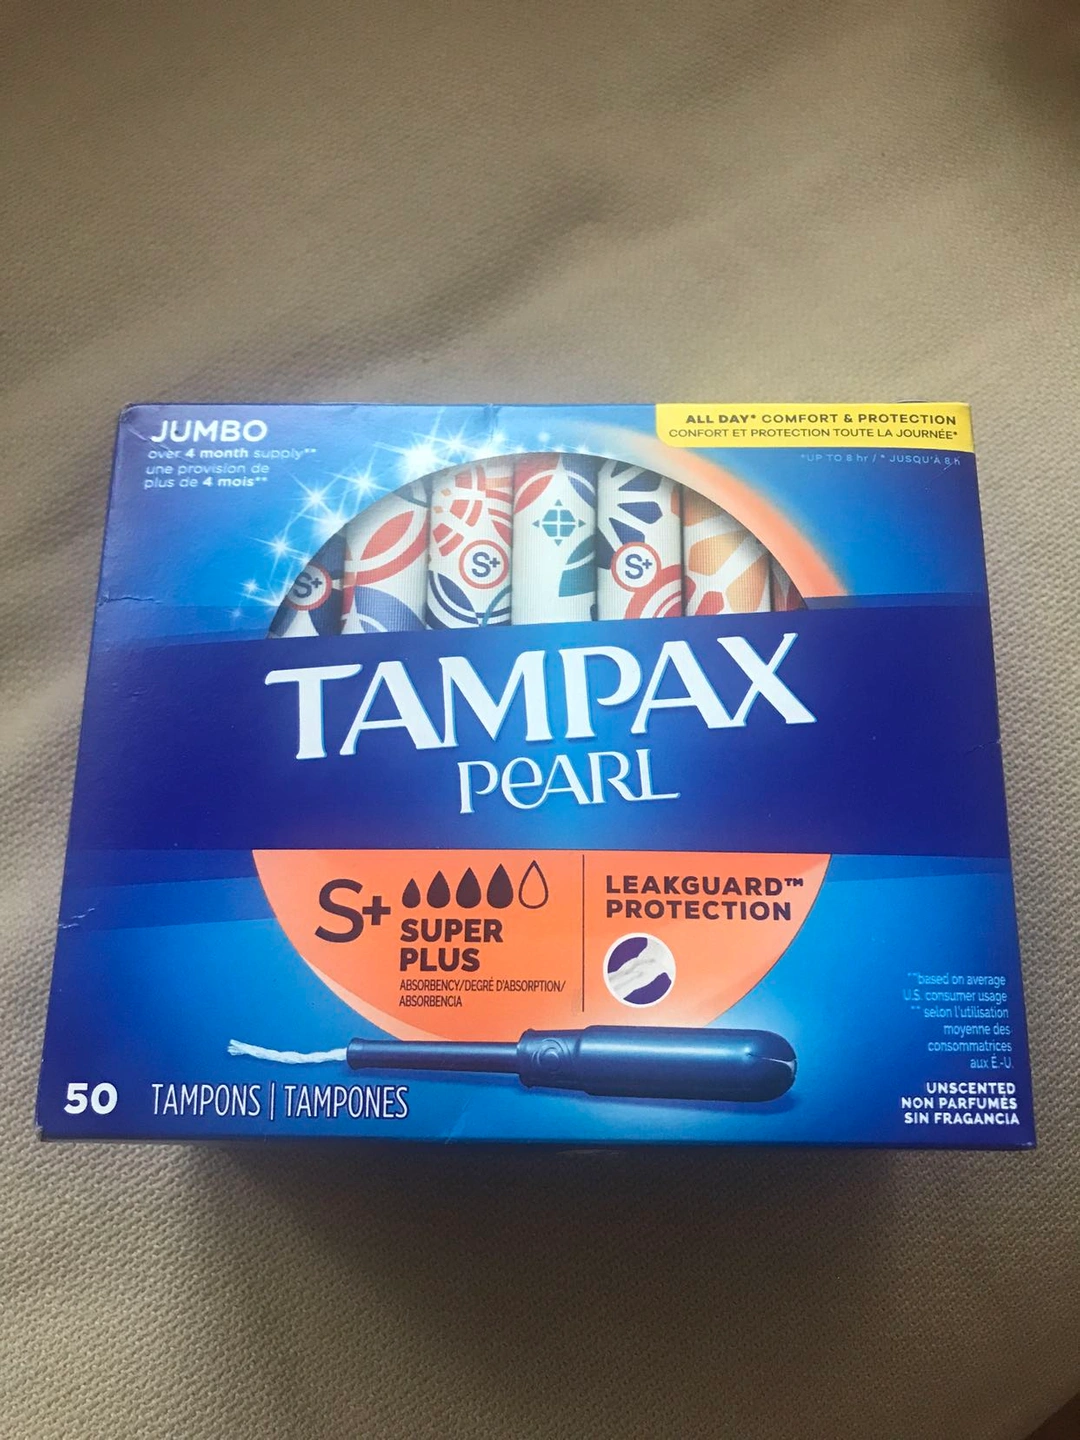 JUMBO
over 4 month supply**
une provision de
plus de 4 mois**
ALL DAY* COMFORT & PROTECTION
CONFORT ET PROTECTION TOUTE LA JOURNÉE*
*UP TO 8 hr / * JUSQU'À 8 h
S+
S+
S+
TAMPAX
PEARL
S+
SUPER
PLUS
ABSORBENCY/DEGRÉ D'ABSORPTION/
ABSORBENCIA
LEAKGUARD™
PROTECTION
**based on average
U.S. consumer usage
** selon l'utilisation
moyenne des
consommatrices
aux É.-U.
50 TAMPONS | TAMPONES
UNSCENTED
NON PARFUMÉS
SIN FRAGANCIA